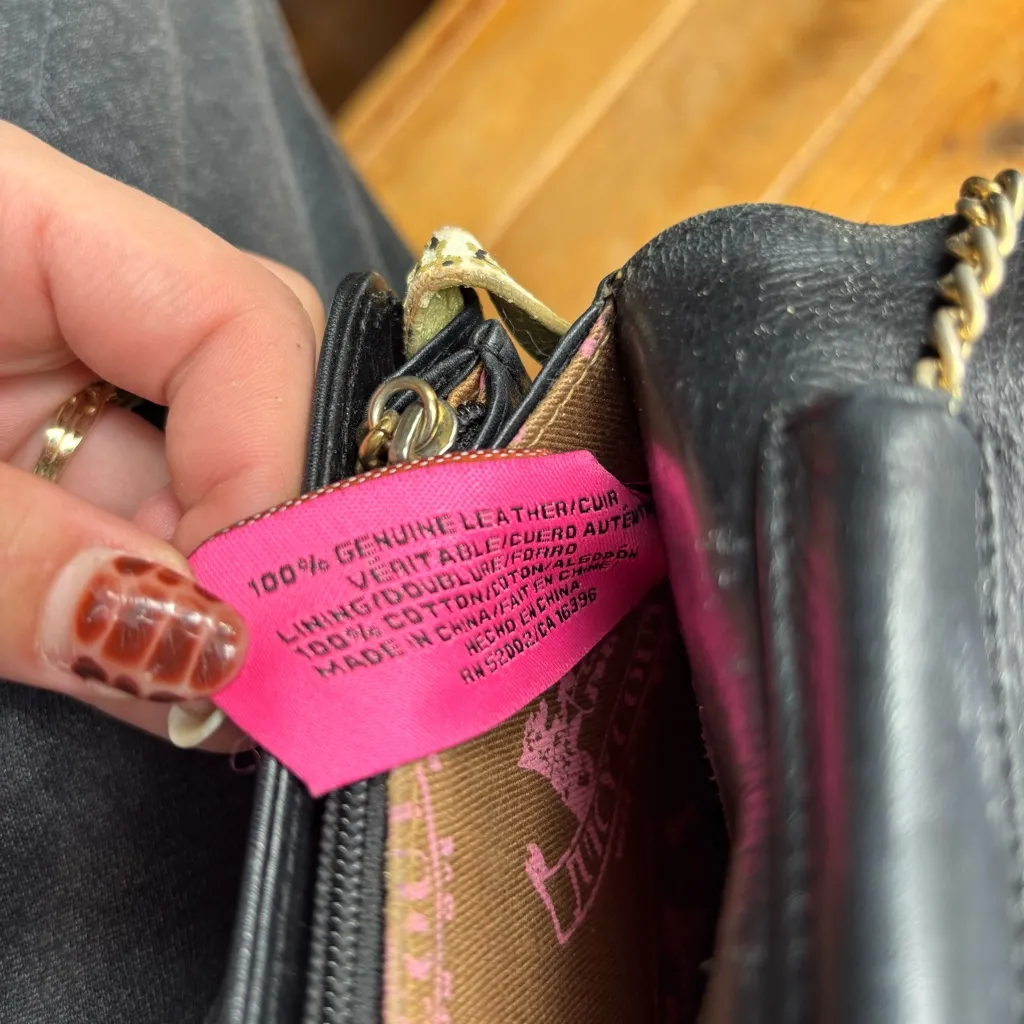 100% GENUINE LEATHER/CUIR
VERITABLE/CUERO AUTÉNT
LINING/DOUBLURE/FORRO
100% COTTON/COTON/ALGODÓN
MADE IN CHINA/FAIT EN CHINE
HECHO EN CHINA
RN 52002/CA 16396